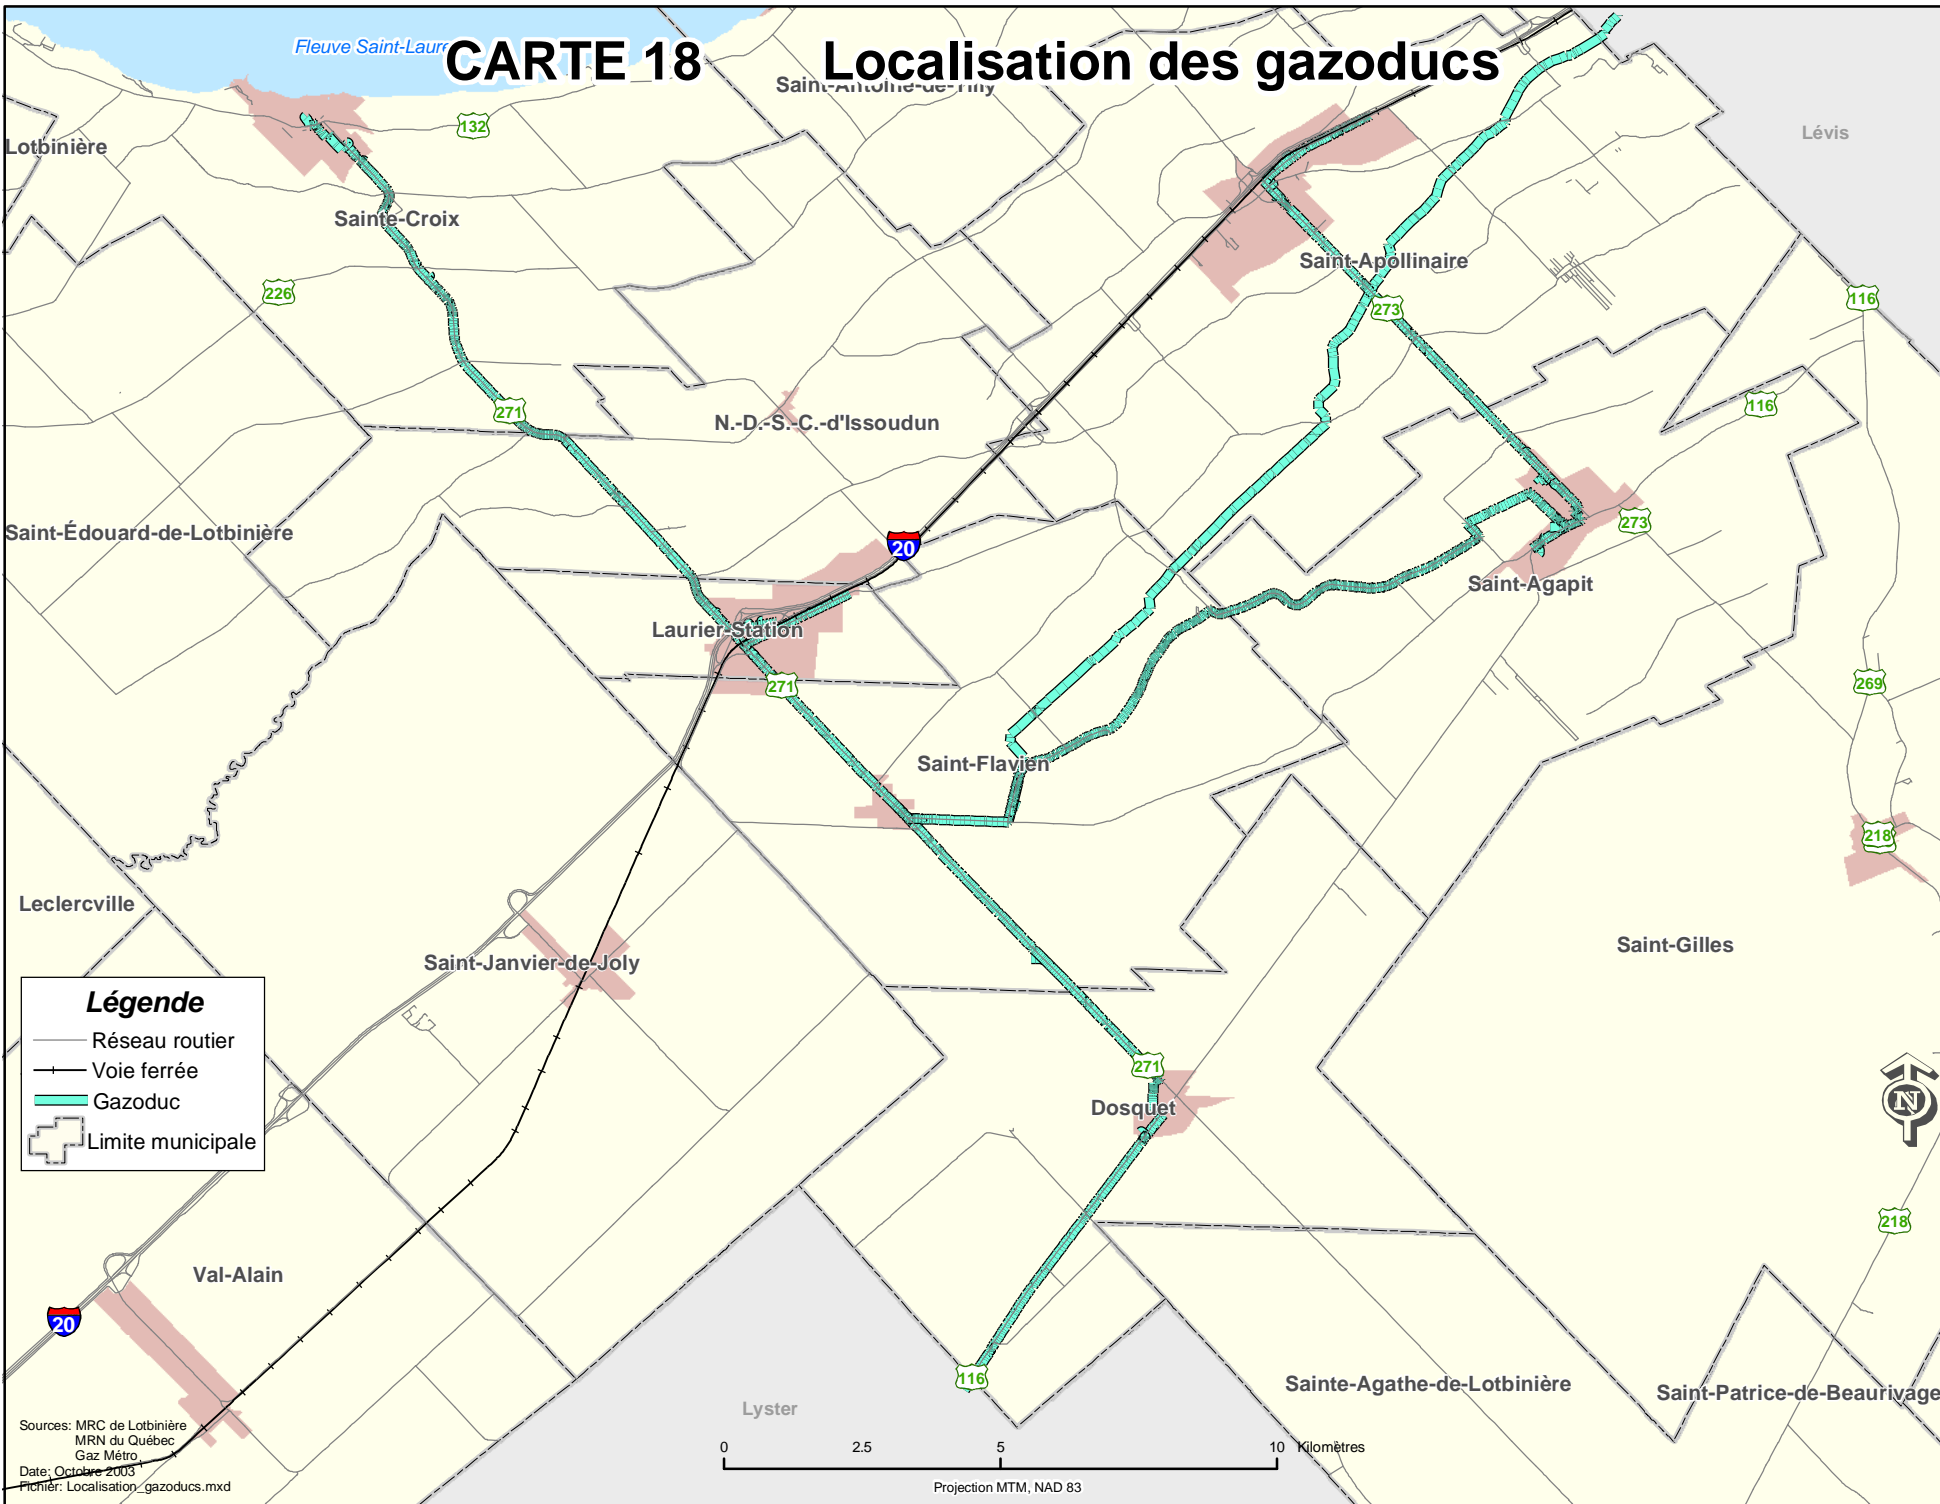 CARTE 18 Localisation des gazoducs
Saint-Antoine-de-Tilly
132
Lévis
Lotbinière
Sainte-Croix
Saint-Apollinaire
226
116
273
116
271
N.-D.-S.-C.-d'Issoudun
Saint-Édouard-de-Lotbinière
20
273
Saint-Agapit
Laurier-Station
271
269
Saint-Flavien
218
Leclercville
Saint-Janvier-de-Joly
Saint-Gilles
Légende
Réseau routier
Voie ferrée
Gazoduc
Limite municipale
271
Dosquet
N
218
Val-Alain
20
116
Sainte-Agathe-de-Lotbinière
Saint-Patrice-de-Beaurivage
Lyster
Sources: MRC de Lotbinière
MRN du Québec
Gaz Métro
Date: Octobre 2003
Fichier: Localisation_gazoducs.mxd
0 2.5 5 10 Kilomètres
Projection MTM, NAD 83